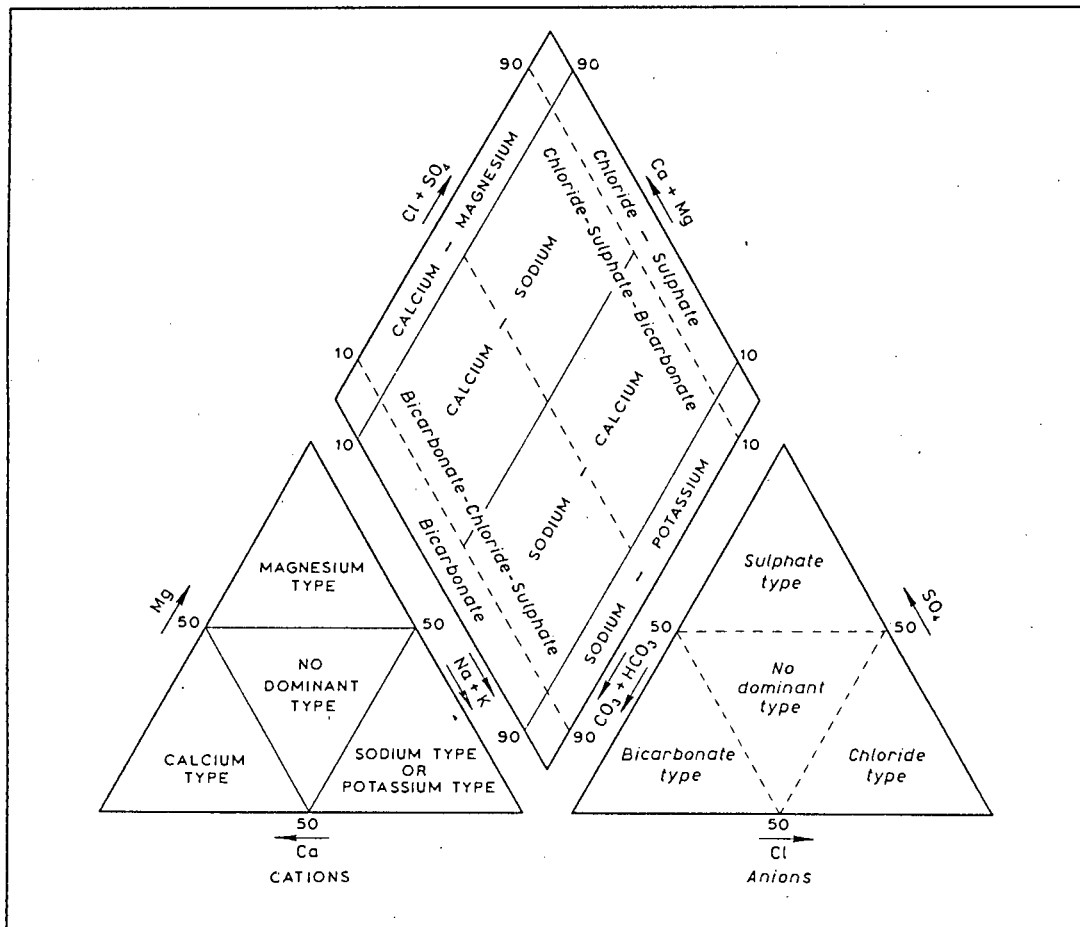 90
90
Cl + SO₄
Ca + Mg
CALCIUM – MAGNESIUM
Chloride – Sulphate
Chloride-Sulphate-Bicarbonate
CALCIUM – SODIUM
SODIUM – CALCIUM
SODIUM – POTASSIUM
Bicarbonate-Chloride-Sulphate
Bicarbonate
10
10
10
10
90
90
Na + K
CO₃ + HCO₃
Mg
50
50
MAGNESIUM
TYPE
NO
DOMINANT
TYPE
CALCIUM
TYPE
SODIUM TYPE
OR
POTASSIUM TYPE
50
Ca
CATIONS
SO₄
50
50
Sulphate
type
No
dominant
type
Bicarbonate
type
Chloride
type
50
Cl
Anions